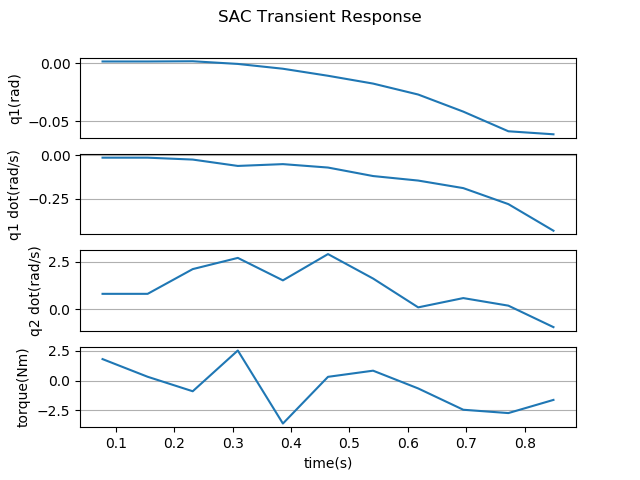 SAC Transient Response
q1(rad)
0.00
−0.05
q1 dot(rad/s)
0.00
−0.25
q2 dot(rad/s)
2.5
0.0
torque(Nm)
2.5
0.0
−2.5
0.1 0.2 0.3 0.4 0.5 0.6 0.7 0.8
time(s)